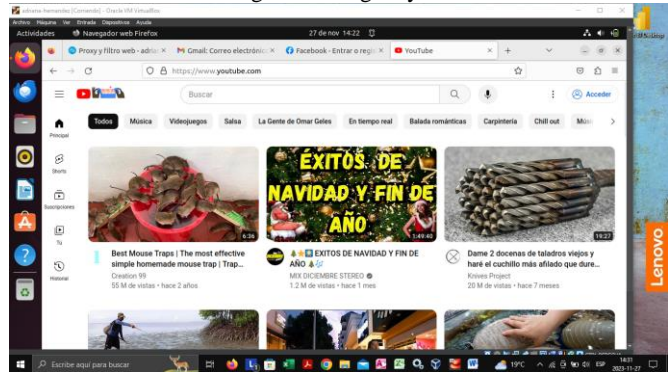 adriana hernandez [Corriendo] - Oracle VM VirtualBox
Archivo Máquina Ver Entrada Dispositivos Ayuda
Actividades Navegador web Firefox 27 de nov 14:22
Proxy y filtro web - adrian
Gmail: Correo electrónic
Facebook - Entrar o regis
YouTube
https://www.youtube.com
Buscar
Acceder
Todos Música Videojuegos Salsa La Gente de Omar Geles En tiempo real Balada románticas Carpintería Chill out
Principal
Shorts
Suscripciones
Tú
Historial
6:36
ÉXITOS DE
NAVIDAD Y FIN DE
AÑO
1:49:40
19:27
Best Mouse Traps | The most effective
simple homemade mouse trap | Trap...
Creation 99
55 M de vistas • hace 2 años
EXITOS DE NAVIDAD Y FIN DE
AÑO
MIX DICIEMBRE STEREO
1.2 M de vistas • hace 1 mes
Dame 2 docenas de taladros viejos y
haré el cuchillo más afilado que dure...
Knives Project
20 M de vistas • hace 7 meses
Lenovo
Escribe aquí para buscar
19°C
ESP
14:31
2023-11-27